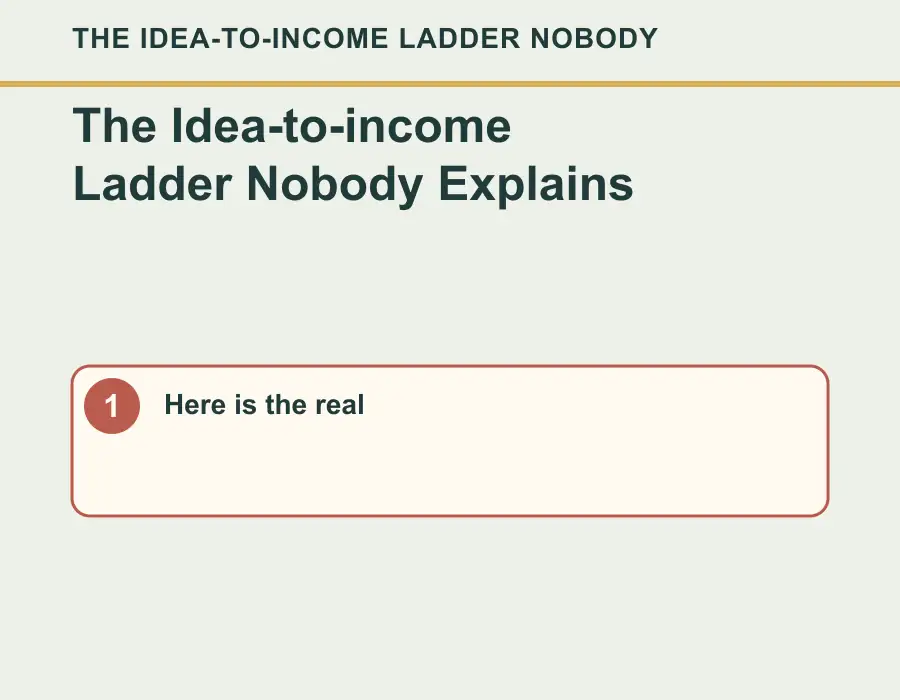 THE IDEA-TO-INCOME LADDER NOBODY
The Idea-to-income
Ladder Nobody Explains
1
Here is the real